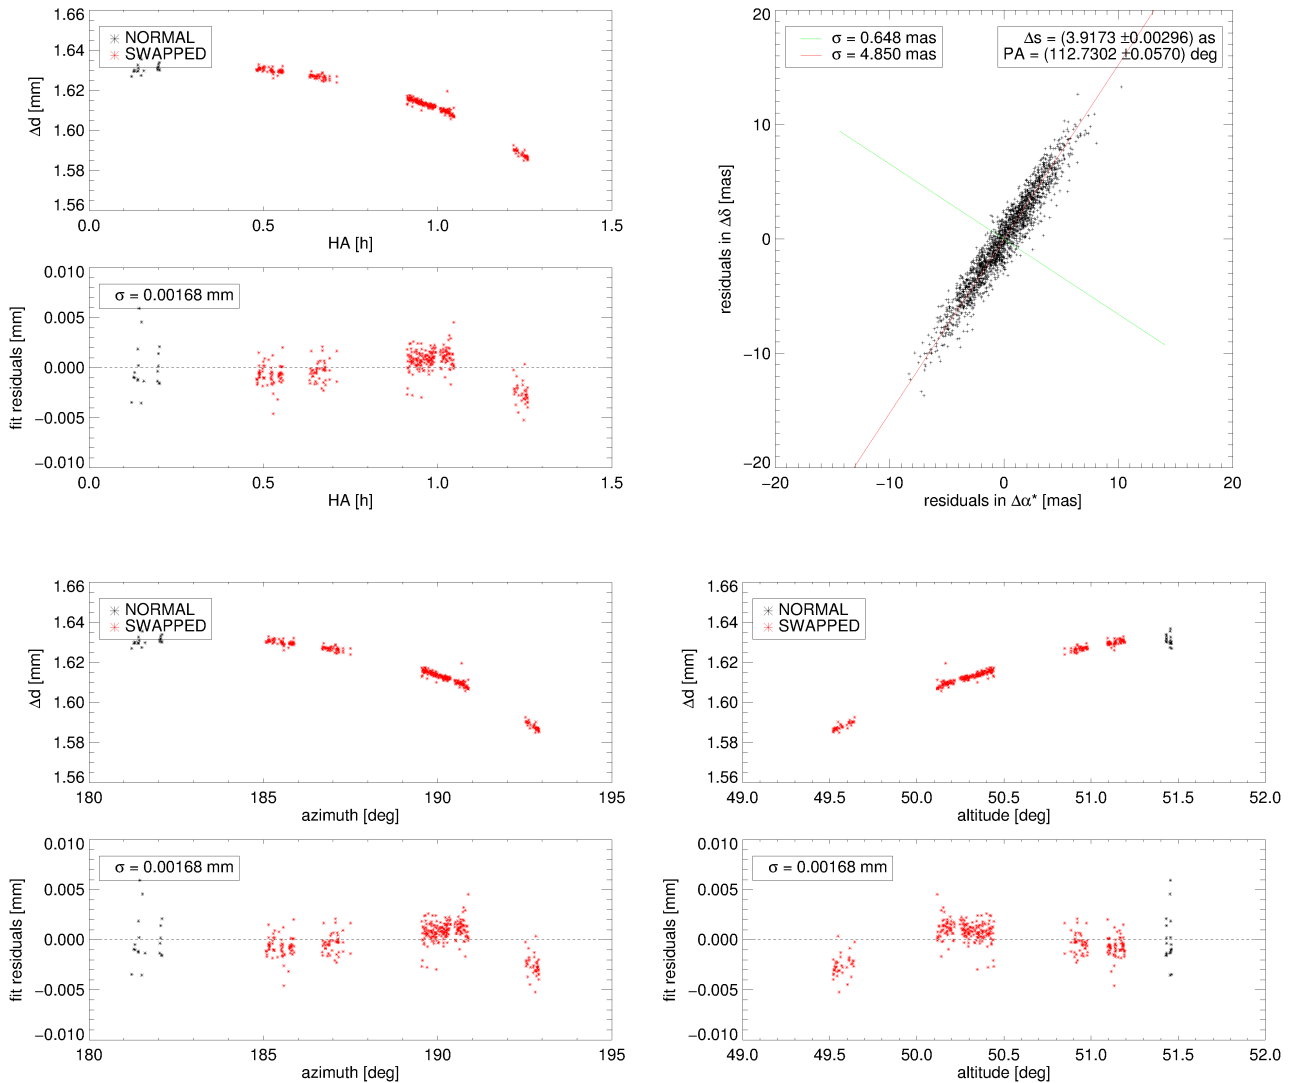 1.66
1.64
1.62
1.60
1.58
1.56
Δd [mm]
NORMAL
SWAPPED
0.0 0.5 1.0 1.5
HA [h]
0.010
0.005
0.000
−0.005
−0.010
fit residuals [mm]
σ = 0.00168 mm
0.0 0.5 1.0 1.5
HA [h]
20
10
0
−10
−20
residuals in Δδ [mas]
σ = 0.648 mas
σ = 4.850 mas
Δs = (3.9173 ±0.00296) as
PA = (112.7302 ±0.0570) deg
−20 −10 0 10 20
residuals in Δα* [mas]
1.66
1.64
1.62
1.60
1.58
1.56
Δd [mm]
NORMAL
SWAPPED
180 185 190 195
azimuth [deg]
1.66
1.64
1.62
1.60
1.58
1.56
Δd [mm]
NORMAL
SWAPPED
49.0 49.5 50.0 50.5 51.0 51.5 52.0
altitude [deg]
0.010
0.005
0.000
−0.005
−0.010
fit residuals [mm]
σ = 0.00168 mm
180 185 190 195
azimuth [deg]
0.010
0.005
0.000
−0.005
−0.010
fit residuals [mm]
σ = 0.00168 mm
49.0 49.5 50.0 50.5 51.0 51.5 52.0
altitude [deg]